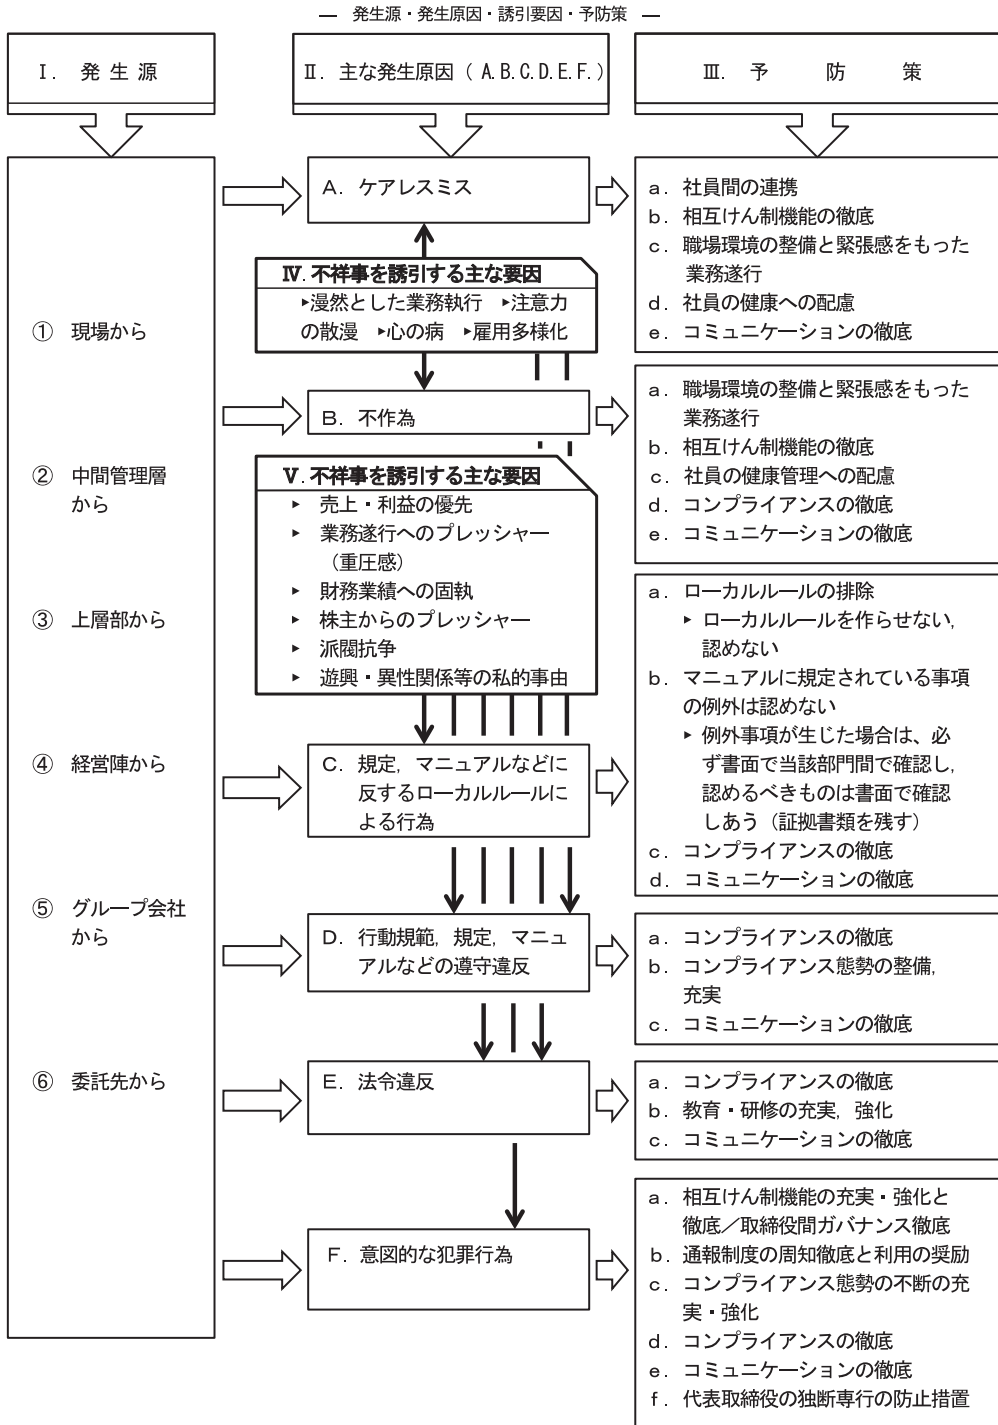 ― 発生源・発生原因・誘引要因・予防策 ―
Ⅰ. 発生源
Ⅱ. 主な発生原因(A.B.C.D.E.F.)
Ⅲ. 予防策
① 現場から
② 中間管理層
から
③ 上層部から
④ 経営陣から
⑤ グループ会社
から
⑥ 委託先から
A. ケアレスミス
Ⅳ. 不祥事を誘引する主な要因
▸漫然とした業務執行 ▸注意力
の散漫 ▸心の病 ▸雇用多様化
B. 不作為
Ⅴ. 不祥事を誘引する主な要因
▸ 売上・利益の優先
▸ 業務遂行へのプレッシャー
(重圧感)
▸ 財務業績への固執
▸ 株主からのプレッシャー
▸ 派閥抗争
▸ 遊興・異性関係等の私的事由
C. 規定,マニュアルなどに
反するローカルルールに
よる行為
D. 行動規範,規定,マニュ
アルなどの遵守違反
E. 法令違反
F. 意図的な犯罪行為
a. 社員間の連携
b. 相互けん制機能の徹底
c. 職場環境の整備と緊張感をもった
業務遂行
d. 社員の健康への配慮
e. コミュニケーションの徹底
a. 職場環境の整備と緊張感をもった
業務遂行
b. 相互けん制機能の徹底
c. 社員の健康管理への配慮
d. コンプライアンスの徹底
e. コミュニケーションの徹底
a. ローカルルールの排除
▸ ローカルルールを作らせない,
認めない
b. マニュアルに規定されている事項
の例外は認めない
▸ 例外事項が生じた場合は、必
ず書面で当該部門間で確認し,
認めるべきものは書面で確認
しあう(証拠書類を残す)
c. コンプライアンスの徹底
d. コミュニケーションの徹底
a. コンプライアンスの徹底
b. コンプライアンス態勢の整備,
充実
c. コミュニケーションの徹底
a. コンプライアンスの徹底
b. 教育・研修の充実,強化
c. コミュニケーションの徹底
a. 相互けん制機能の充実・強化と
徹底/取締役間ガバナンス徹底
b. 通報制度の周知徹底と利用の奨励
c. コンプライアンス態勢の不断の充
実・強化
d. コンプライアンスの徹底
e. コミュニケーションの徹底
f. 代表取締役の独断専行の防止措置